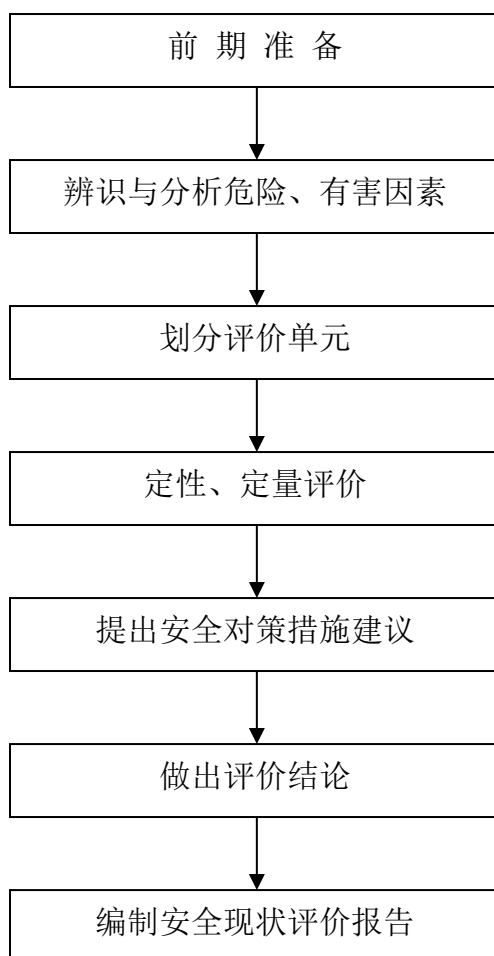 前 期 准 备
辨识与分析危险、有害因素
划分评价单元
定性、定量评价
提出安全对策措施建议
做出评价结论
编制安全现状评价报告